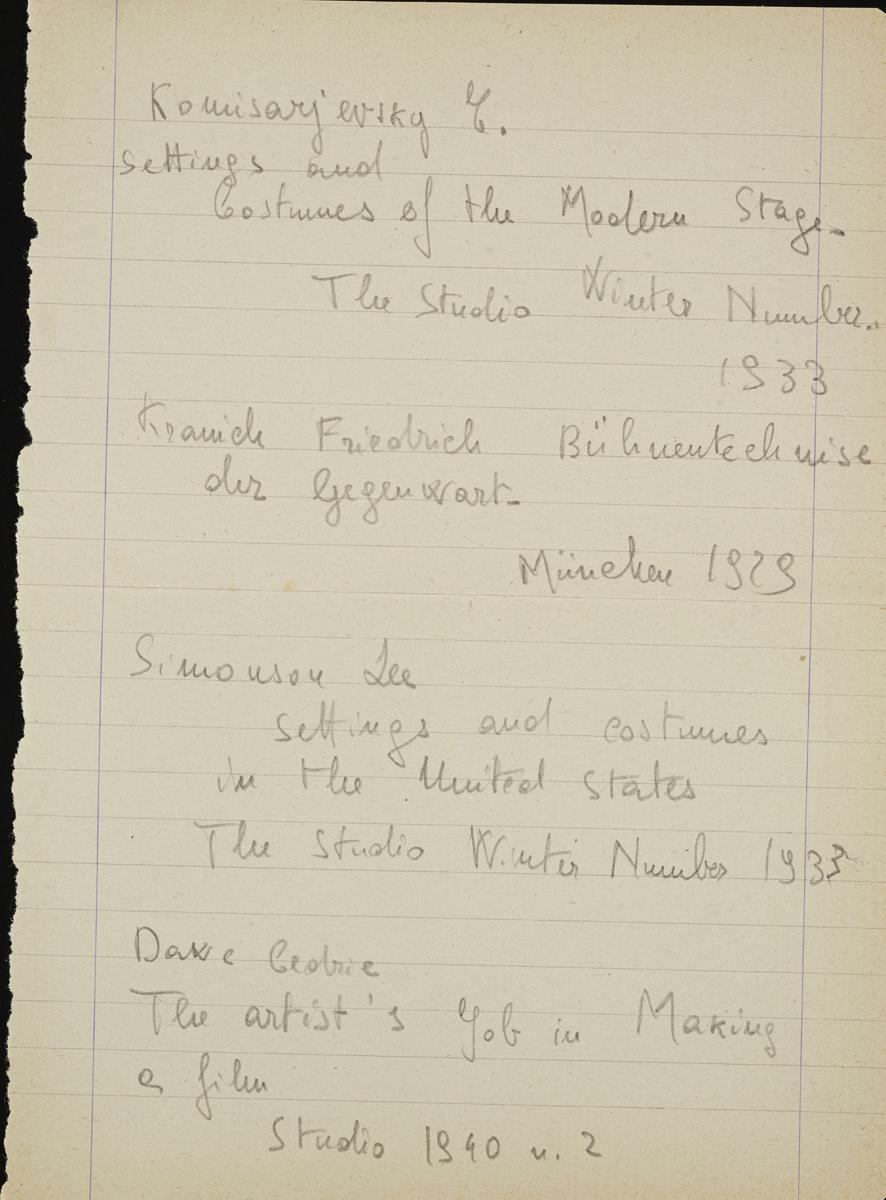 Komisarjevsky T.
Settings and
Costumes of the Modern Stage.
The Studio Winter Number.
1933
Kranich Friedrich Bühnentechnise
der Gegenwart.
München 1929
Simonson Lee
Settings and costumes
in the United States
The Studio Winter Number 1933
Dawe Cedric
The artist's Job in Making
a film
Studio 1940 n. 2